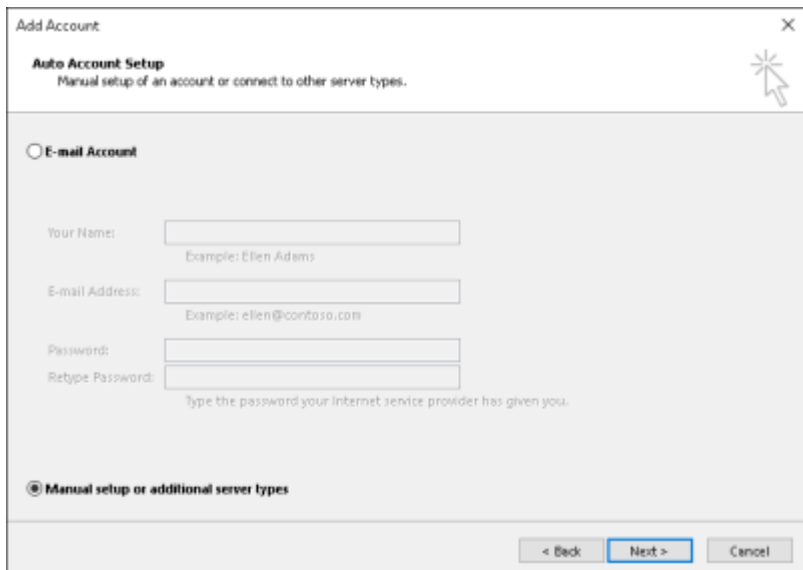 Add Account
Auto Account Setup
Manual setup of an account or connect to other server types.
E-mail Account
Your Name:
Example: Ellen Adams
E-mail Address:
Example: ellen@contoso.com
Password:
Retype Password:
Type the password your Internet service provider has given you.
Manual setup or additional server types
< Back Next > Cancel